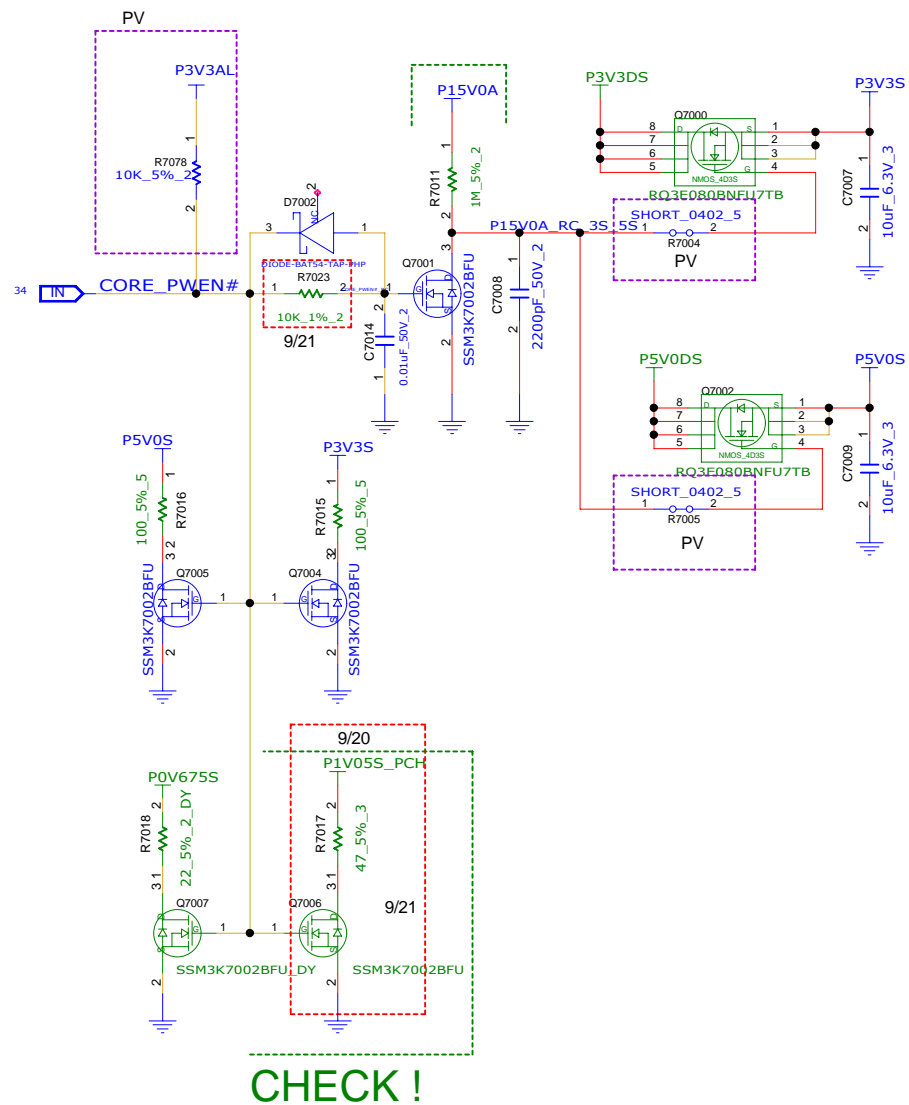 PV
P3V3AL
1
R7078
10K_5%_2
2
P15V0A
1
R7011
1M_5%_2
2
P3V3DS
Q7000
8 D S 1
7 2
6 3
5 G 4
NMOS_4D3S
RQ3E080BNFU7TB
P3V3S
1
C7007
10uF_6.3V_3
2
SHORT_0402_5
1 2
R7004
PV
D7002
2
NC
3 1
DIODE-BAT54-TAP-PHP
P15V0A_RC_3S_5S
34 IN CORE_PWEN#
R7023
1 2
10K_1%_2
9/21
1
Q7001
G
3
SSM3K7002BFU
2
2
C7014
0.01uF_50V_2
1
1
C7008
2200pF_50V_2
2
P5V0DS
Q7002
8 D S 1
7 2
6 3
5 G 4
NMOS_4D3S
RQ3E080BNFU7TB
P5V0S
1
C7009
10uF_6.3V_3
2
SHORT_0402_5
1 2
R7005
PV
P5V0S
1
R7016
100_5%_5
3 2
Q7005
D
G 1
S
SSM3K7002BFU
2
P3V3S
1
R7015
100_5%_5
3 2
Q7004
D
1 G
S
SSM3K7002BFU
2
9/20
P0V675S
2
R7018
22_5%_2_DY
3 1
Q7007
D
G 1
S
SSM3K7002BFU_DY
2
P1V05S_PCH
2
R7017
47_5%_3
3 1
9/21
Q7006
D
1 G
S
SSM3K7002BFU
2
CHECK !